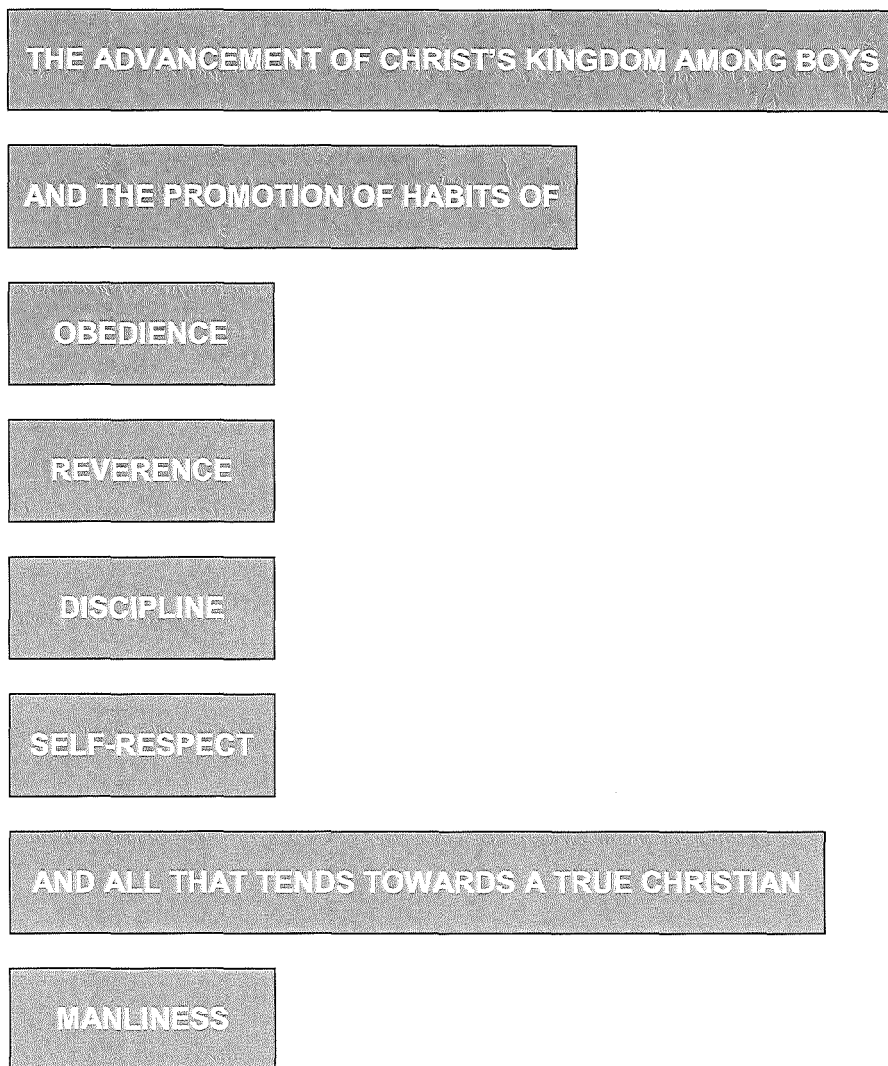 THE ADVANCEMENT OF CHRIST'S KINGDOM AMONG BOYS
AND THE PROMOTION OF HABITS OF
OBEDIENCE
REVERENCE
DISCIPLINE
SELF-RESPECT
AND ALL THAT TENDS TOWARDS A TRUE CHRISTIAN
MANLINESS